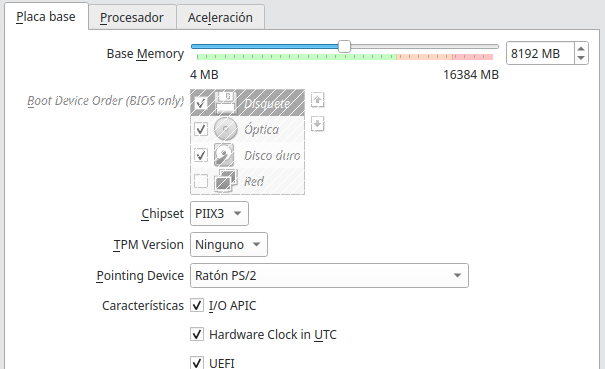 Placa base Procesador Aceleración
Base Memory 8192 MB
4 MB 16384 MB
Boot Device Order (BIOS only) Disquete
Óptica
Disco duro
Red
Chipset PIIX3
TPM Version Ninguno
Pointing Device Ratón PS/2
Características I/O APIC
Hardware Clock in UTC
UEFI